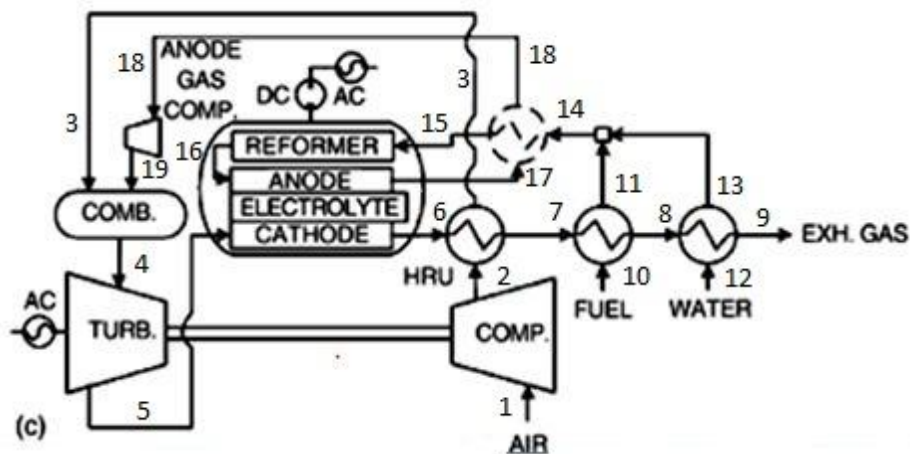 18 ANODE GAS COMP.
3
18
3
DC AC
14
15
REFORMER
16
19
ANODE
17
11
13
ELECTROLYTE
COMB.
CATHODE
6
7
8
9
EXH. GAS
4
HRU
2
10
12
FUEL
WATER
AC
TURB.
COMP.
5
1
(c)
AIR